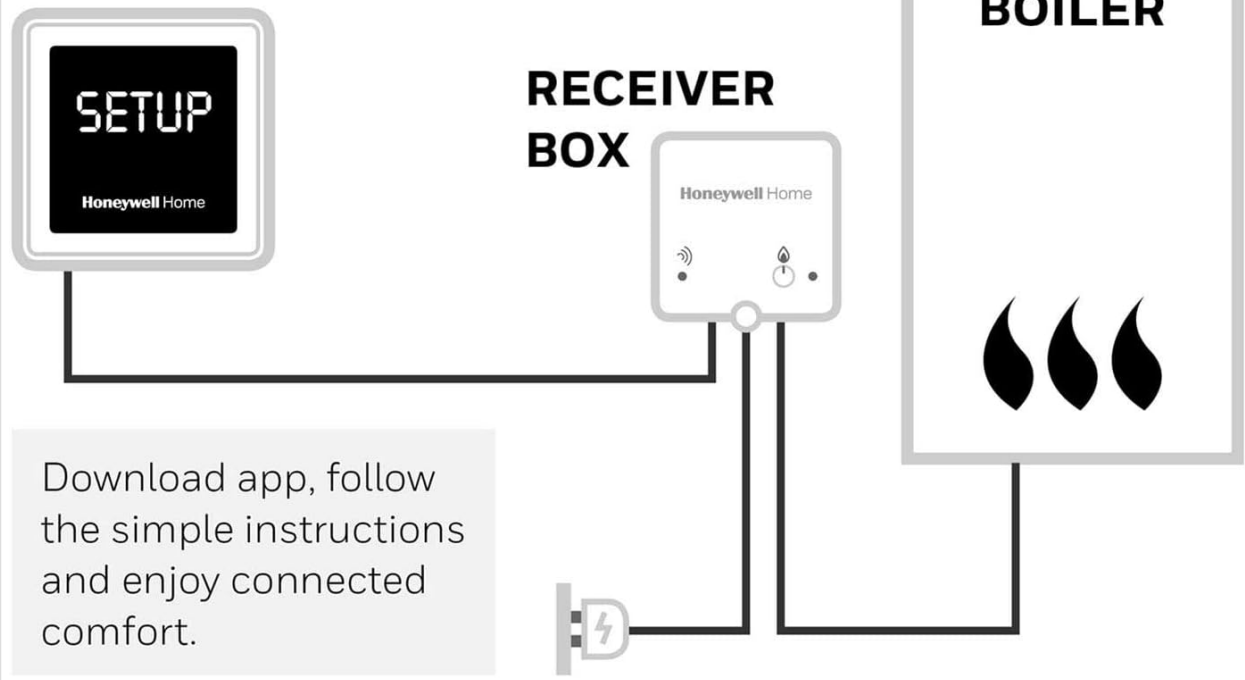 BOILER
SETUP
Honeywell Home
RECEIVER
BOX
Honeywell Home
Download app, follow
the simple instructions
and enjoy connected
comfort.